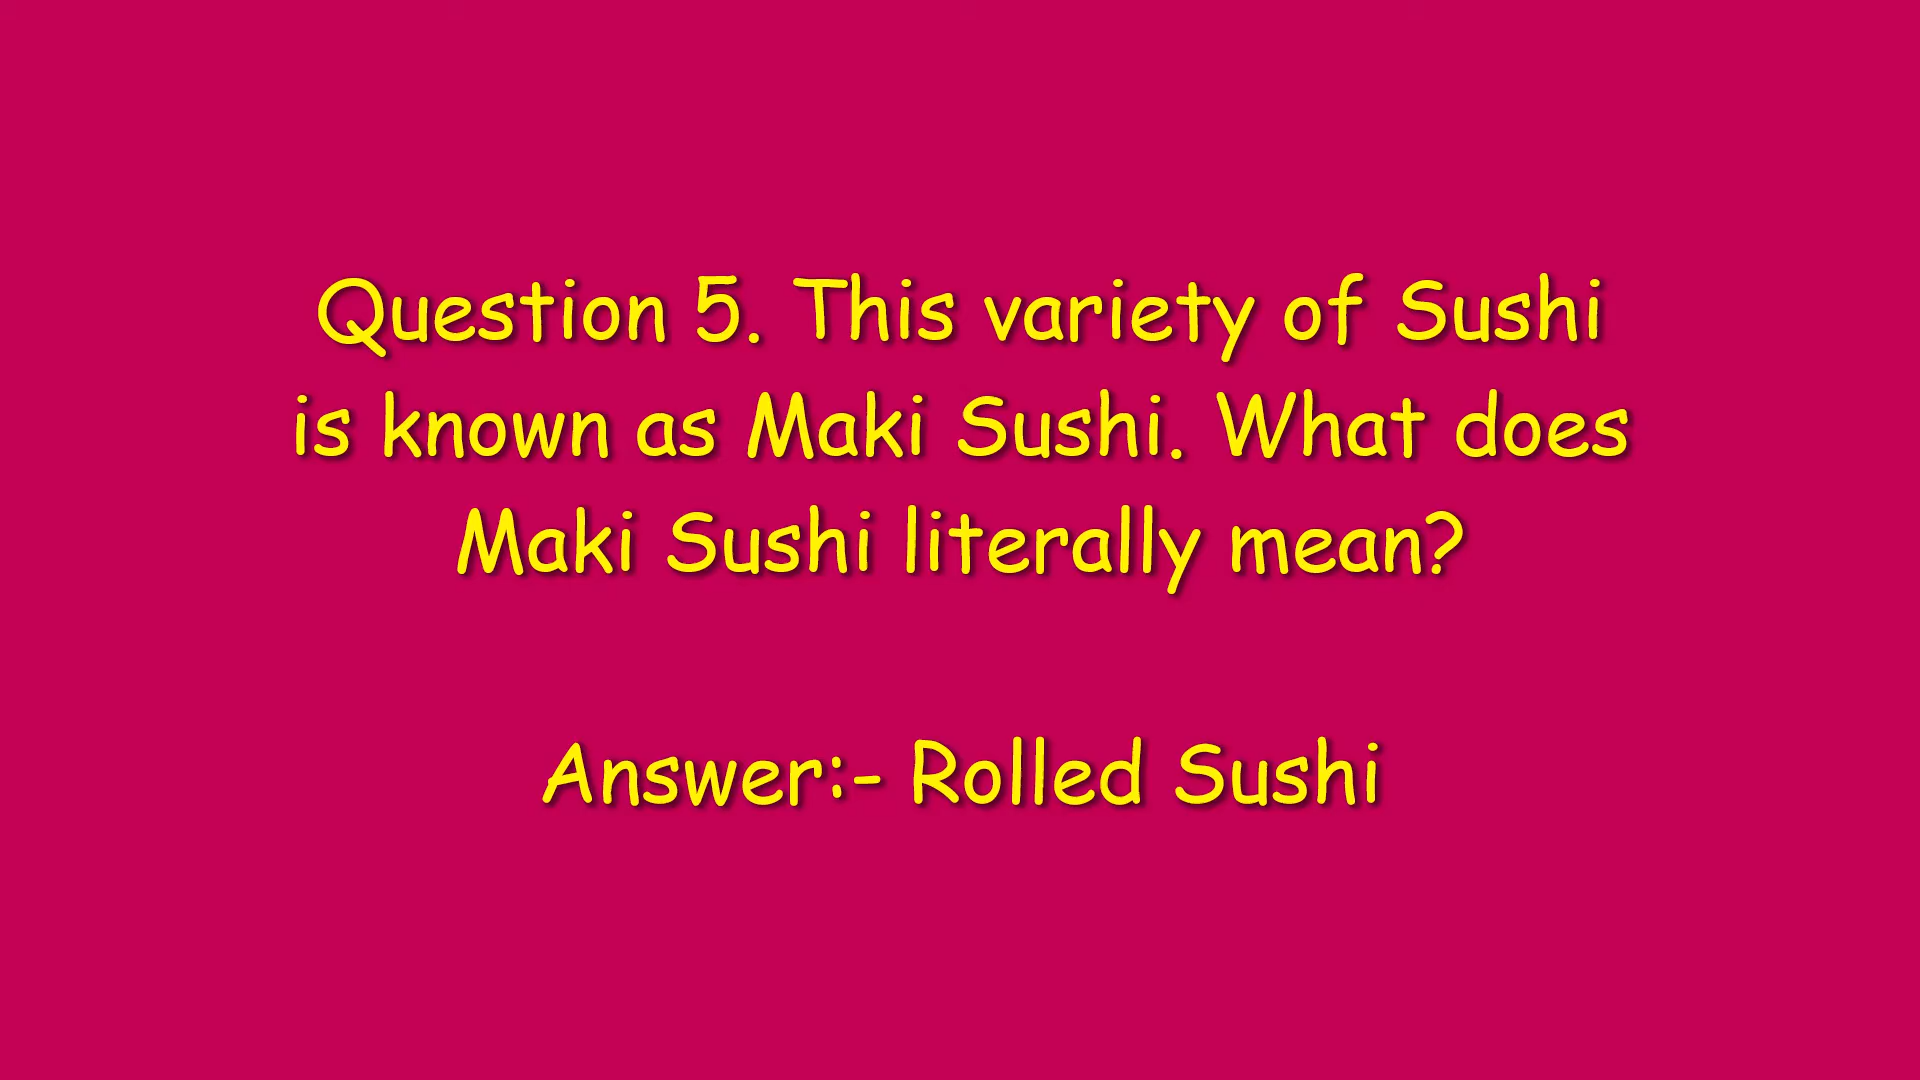 Question 5. This variety of Sushi
is known as Maki Sushi. What does
Maki Sushi literally mean?
Answer:- Rolled Sushi